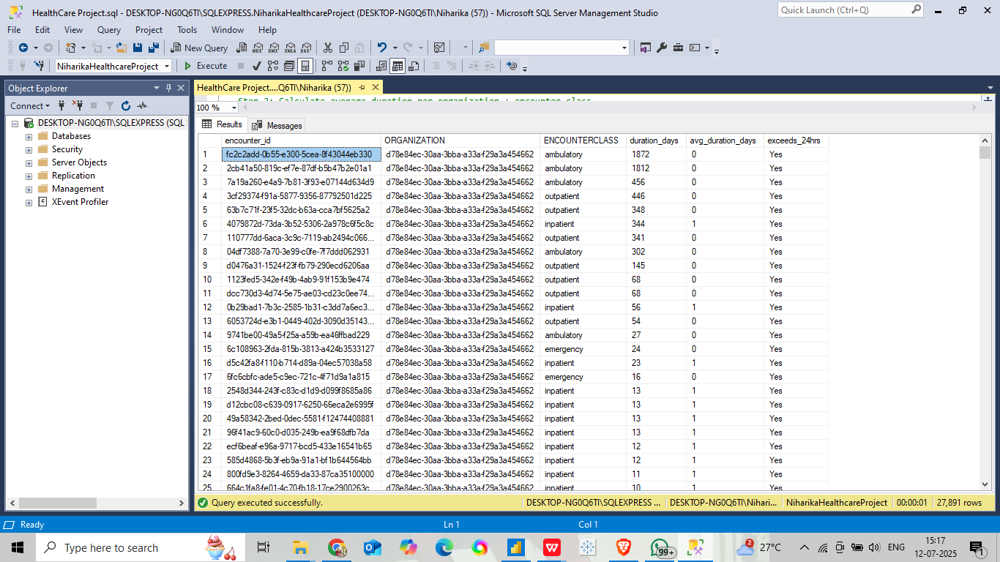 HealthCare Project.sql - DESKTOP-NG0Q6TI\SQLEXPRESS.NiharikaHealthcareProject (DESKTOP-NG0Q6TI\Niharika (57)) - Microsoft SQL Server Management Studio
Quick Launch (Ctrl+Q)
File Edit View Query Project Tools Window Help
New Query MDX DMX XMLA DAX
NiharikaHealthcareProject Execute
Object Explorer
HealthCare Project....Q6TI\Niharika (57))
Connect
Step 2: Calculate average duration per organization + encounter class
100 %
DESKTOP-NG0Q6TI\SQLEXPRESS (SQL
Databases
Security
Server Objects
Replication
Management
XEvent Profiler
Results Messages
encounter_id ORGANIZATION ENCOUNTERCLASS duration_days avg_duration_days exceeds_24hrs
1 fc2c2add-0b55-e300-5cea-8f43044eb330 d78e84ec-30aa-3bba-a33a-f29a3a454662 ambulatory 1872 0 Yes
2 2cb41a50-819c-ef7e-87df-b5b47b2e01a1 d78e84ec-30aa-3bba-a33a-f29a3a454662 ambulatory 1812 0 Yes
3 7a19a260-e4a9-7b81-3f93-e07144d634d9 d78e84ec-30aa-3bba-a33a-f29a3a454662 ambulatory 456 0 Yes
4 3cf29374-f91a-5877-9356-87792501d225 d78e84ec-30aa-3bba-a33a-f29a3a454662 outpatient 446 0 Yes
5 63b7c71f-23f5-32dc-b63a-cca7bf5625a2 d78e84ec-30aa-3bba-a33a-f29a3a454662 outpatient 348 0 Yes
6 4079872d-73da-3b52-5306-2a978c6f5c8c d78e84ec-30aa-3bba-a33a-f29a3a454662 inpatient 344 1 Yes
7 110777dd-6aca-3c9c-7119-ab2494c066... d78e84ec-30aa-3bba-a33a-f29a3a454662 outpatient 341 0 Yes
8 04df7388-7a70-3e99-c0fe-7f7ddd062931 d78e84ec-30aa-3bba-a33a-f29a3a454662 ambulatory 302 0 Yes
9 d0476a31-1524-f23f-fb79-290ecd6206aa d78e84ec-30aa-3bba-a33a-f29a3a454662 outpatient 145 0 Yes
10 1123fed5-342e-f49b-4ab9-91f153b9e474 d78e84ec-30aa-3bba-a33a-f29a3a454662 outpatient 68 0 Yes
11 dcc730d3-4d74-5e75-ae03-cd23c0ee74... d78e84ec-30aa-3bba-a33a-f29a3a454662 outpatient 68 0 Yes
12 0b29bad1-7b3c-2585-1b31-c3dd7a6ec3... d78e84ec-30aa-3bba-a33a-f29a3a454662 inpatient 56 1 Yes
13 6053724d-e3b1-0449-402d-3090d35143... d78e84ec-30aa-3bba-a33a-f29a3a454662 outpatient 54 0 Yes
14 9741be00-49a5-f25a-a59b-ea46ffbad229 d78e84ec-30aa-3bba-a33a-f29a3a454662 ambulatory 27 0 Yes
15 6c108963-2fda-815b-3813-a424b3533127 d78e84ec-30aa-3bba-a33a-f29a3a454662 emergency 24 0 Yes
16 d5c42fa8-f110-b714-d89a-04ec57038a58 d78e84ec-30aa-3bba-a33a-f29a3a454662 inpatient 23 1 Yes
17 6fc6cbfc-ade5-c9ec-721c-4f71d9a1a815 d78e84ec-30aa-3bba-a33a-f29a3a454662 emergency 16 0 Yes
18 2548d344-243f-c83c-d1d9-d099f8685a86 d78e84ec-30aa-3bba-a33a-f29a3a454662 inpatient 13 1 Yes
19 d12cbc08-c639-0917-6250-66eca2e6995f d78e84ec-30aa-3bba-a33a-f29a3a454662 inpatient 13 1 Yes
20 49a58342-2bed-0dec-5581-f12474408881 d78e84ec-30aa-3bba-a33a-f29a3a454662 inpatient 13 1 Yes
21 96f41ac9-60c0-d035-249b-ea9f68dfb7da d78e84ec-30aa-3bba-a33a-f29a3a454662 inpatient 13 1 Yes
22 ecf6beaf-e96a-9717-bcd5-433e16541b65 d78e84ec-30aa-3bba-a33a-f29a3a454662 inpatient 12 1 Yes
23 585d4868-5b3f-eb9a-91a1-bf1b644564bb d78e84ec-30aa-3bba-a33a-f29a3a454662 inpatient 12 1 Yes
24 800fd9e3-8264-4659-da33-87ca35100000 d78e84ec-30aa-3bba-a33a-f29a3a454662 inpatient 11 1 Yes
25 664c1fa8-fe01-4c70-fb18-17ce2900263c d78e84ec-30aa-3bba-a33a-f29a3a454662 inpatient 10 1 Yes
Query executed successfully. DESKTOP-NG0Q6TI\SQLEXPRESS ... DESKTOP-NG0Q6TI\Nihari... NiharikaHealthcareProject 00:00:01 27,891 rows
Ready Ln 1 Col 1
Type here to search 99+ 2 27°C ENG 15:17
12-07-2025 1